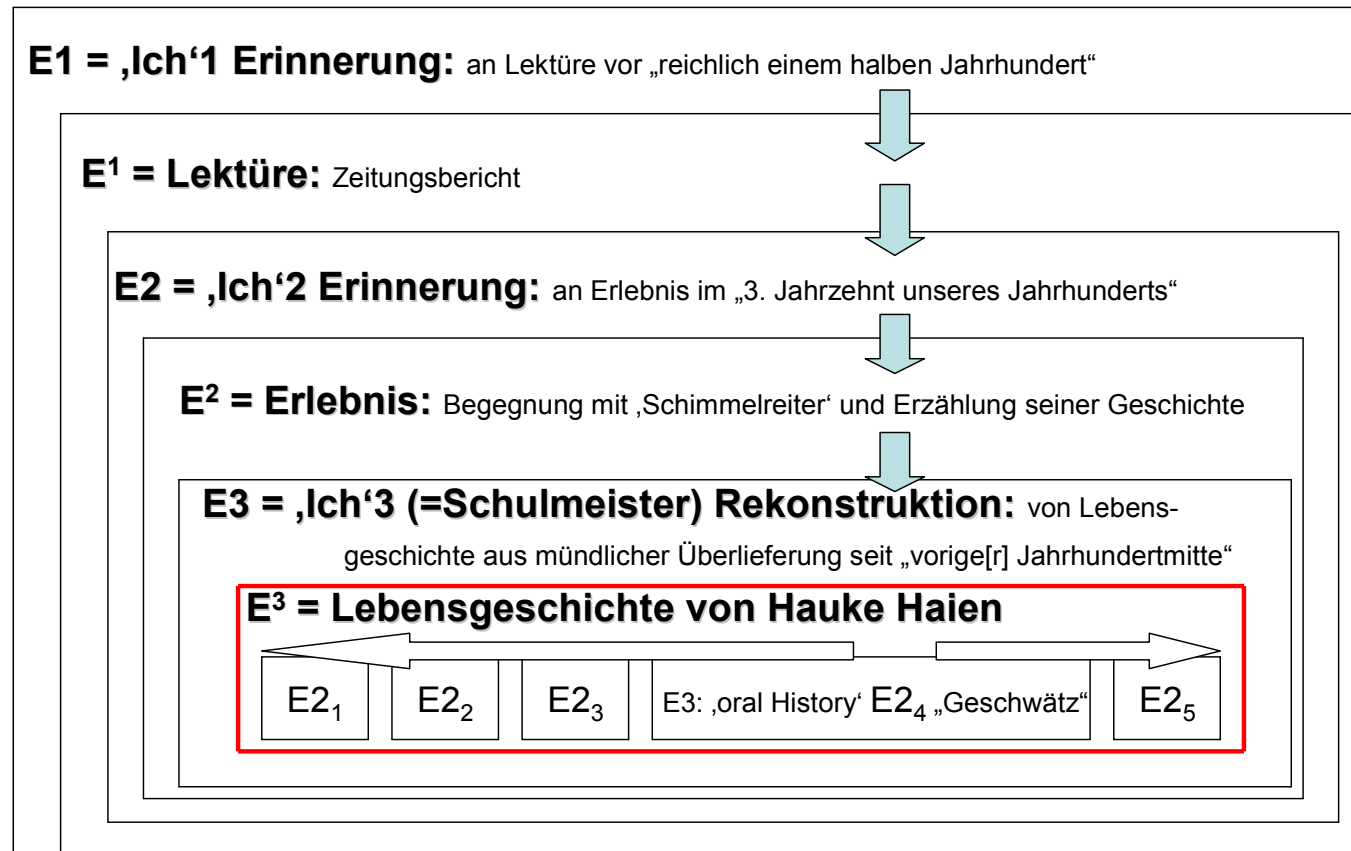 E1 = ‚Ich‘1 Erinnerung: an Lektüre vor „reichlich einem halben Jahrhundert“
E¹ = Lektüre: Zeitungsbericht
E2 = ‚Ich‘2 Erinnerung: an Erlebnis im „3. Jahrzehnt unseres Jahrhunderts“
E² = Erlebnis: Begegnung mit ‚Schimmelreiter‘ und Erzählung seiner Geschichte
E3 = ‚Ich‘3 (=Schulmeister) Rekonstruktion: von Lebens-
geschichte aus mündlicher Überlieferung seit „vorige[r] Jahrhundertmitte“
E³ = Lebensgeschichte von Hauke Haien
E2₁ E2₂ E2₃ E3: ‚oral History‘ E2₄ „Geschwätz“ E2₅